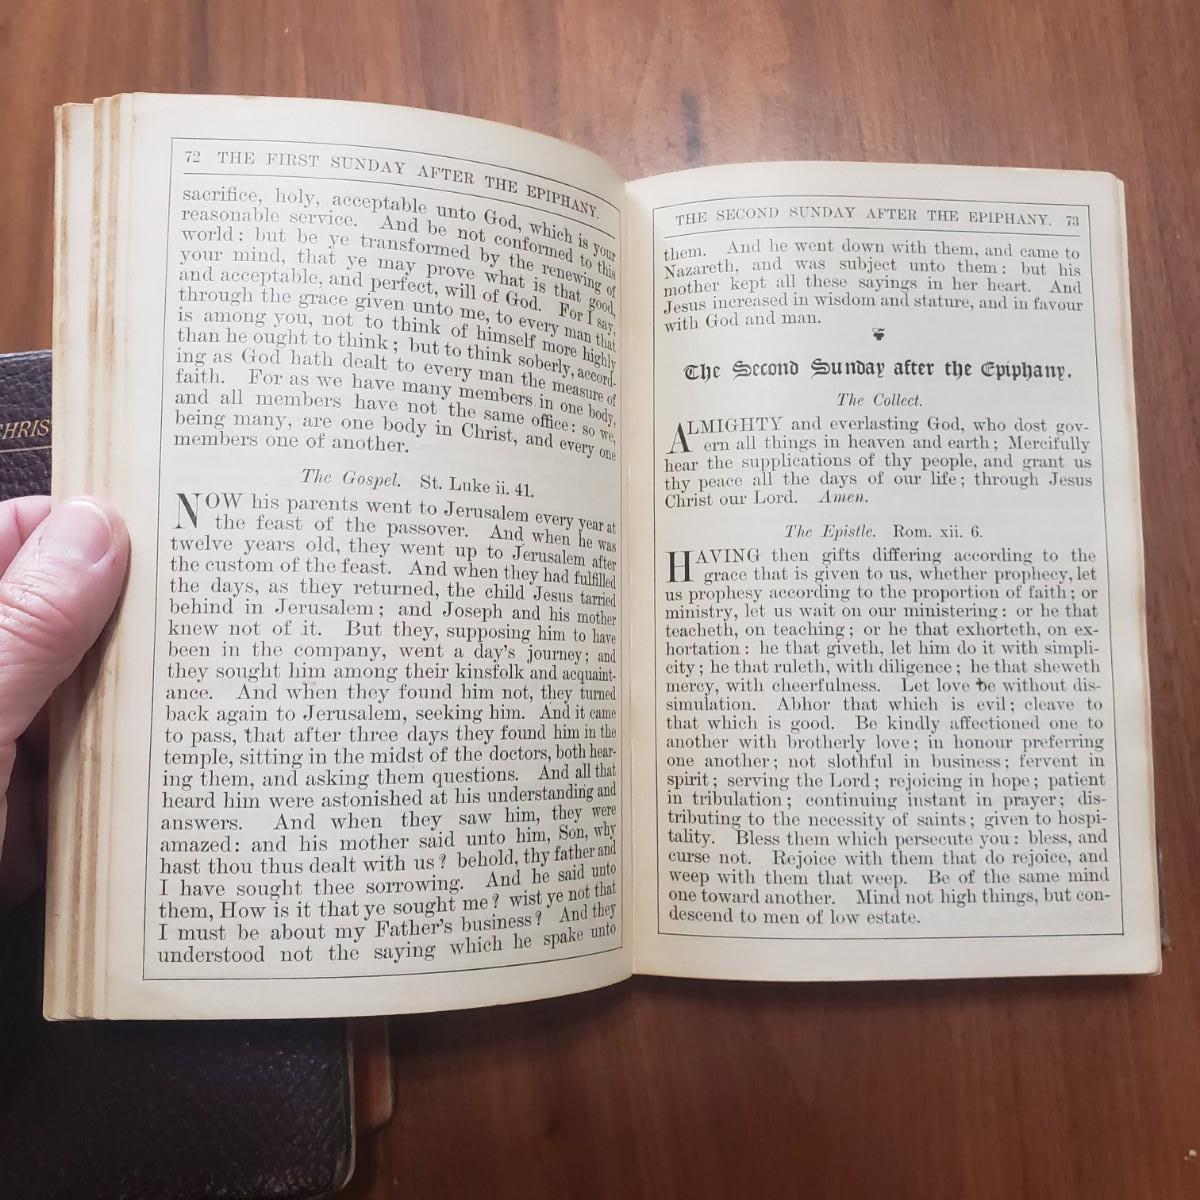 CHRIS
72 THE FIRST SUNDAY AFTER THE EPIPHANY.
sacrifice, holy, acceptable unto God, which is your
reasonable service. And be not conformed to this
world: but be ye transformed by the renewing of
your mind, that ye may prove what is that good,
and acceptable, and perfect, will of God. For I say,
through the grace given unto me, to every man that
is among you, not to think of himself more highly
than he ought to think; but to think soberly, accord-
ing as God hath dealt to every man the measure of
faith. For as we have many members in one body,
and all members have not the same office: so we,
being many, are one body in Christ, and every one
members one of another.
The Gospel. St. Luke ii. 41.
NOW his parents went to Jerusalem every year at
the feast of the passover. And when he was
twelve years old, they went up to Jerusalem after
the custom of the feast. And when they had fulfilled
the days, as they returned, the child Jesus tarried
behind in Jerusalem; and Joseph and his mother
knew not of it. But they, supposing him to have
been in the company, went a day's journey; and
they sought him among their kinsfolk and acquaint-
ance. And when they found him not, they turned
back again to Jerusalem, seeking him. And it came
to pass, that after three days they found him in the
temple, sitting in the midst of the doctors, both hear-
ing them, and asking them questions. And all that
heard him were astonished at his understanding and
answers. And when they saw him, they were
amazed: and his mother said unto him, Son, why
hast thou thus dealt with us? behold, thy father and
I have sought thee sorrowing. And he said unto
them, How is it that ye sought me? wist ye not that
I must be about my Father's business? And they
understood not the saying which he spake unto
THE SECOND SUNDAY AFTER THE EPIPHANY. 73
them. And he went down with them, and came to
Nazareth, and was subject unto them: but his
mother kept all these sayings in her heart. And
Jesus increased in wisdom and stature, and in favour
with God and man.
The Second Sunday after the Epiphany.
The Collect.
ALMIGHTY and everlasting God, who dost gov-
ern all things in heaven and earth; Mercifully
hear the supplications of thy people, and grant us
thy peace all the days of our life; through Jesus
Christ our Lord. Amen.
The Epistle. Rom. xii. 6.
HAVING then gifts differing according to the
grace that is given to us, whether prophecy, let
us prophesy according to the proportion of faith; or
ministry, let us wait on our ministering: or he that
teacheth, on teaching; or he that exhorteth, on ex-
hortation: he that giveth, let him do it with simpli-
city; he that ruleth, with diligence; he that sheweth
mercy, with cheerfulness. Let love be without dis-
simulation. Abhor that which is evil; cleave to
that which is good. Be kindly affectioned one to
another with brotherly love; in honour preferring
one another; not slothful in business; fervent in
spirit; serving the Lord; rejoicing in hope; patient
in tribulation; continuing instant in prayer; dis-
tributing to the necessity of saints; given to hospi-
tality. Bless them which persecute you: bless, and
curse not. Rejoice with them that do rejoice, and
weep with them that weep. Be of the same mind
one toward another. Mind not high things, but con-
descend to men of low estate.